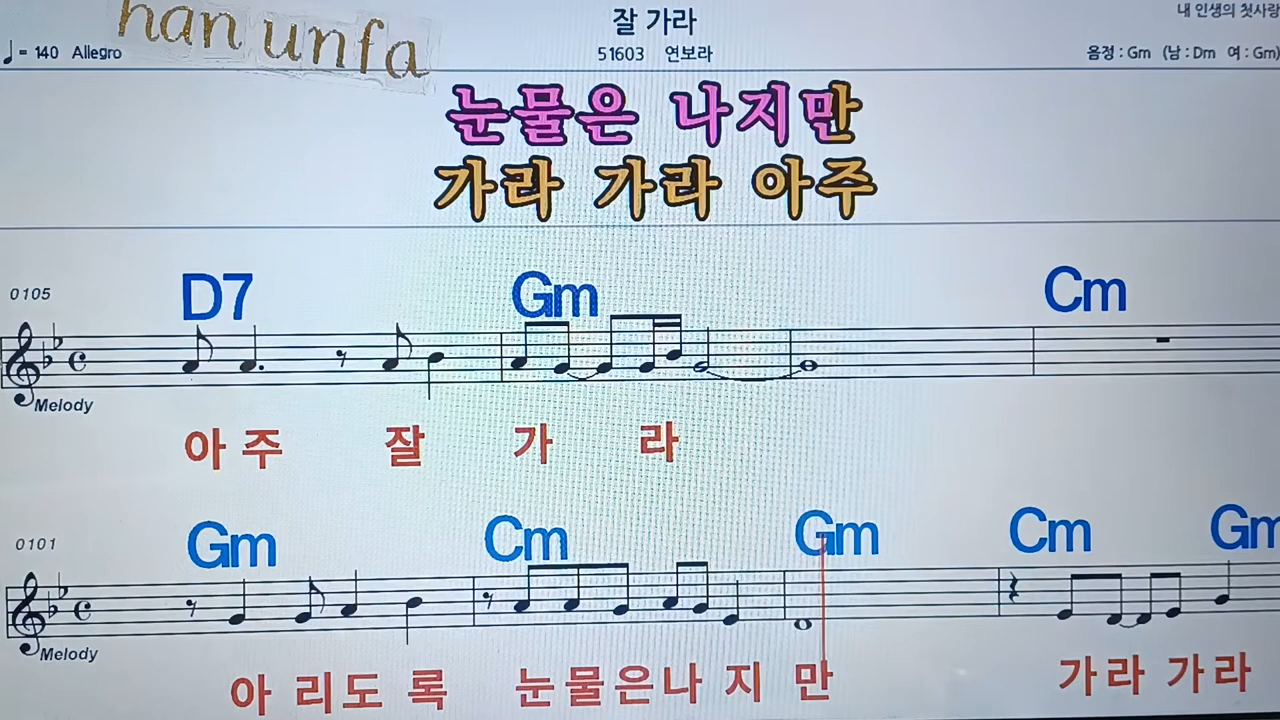 han unfa
잘 가라
내 인생의 첫사랑
♩= 140 Allegro
51603 연보라
음정 : Gm (남 : Dm 여 : Gm)
눈물은 나지만
가라 가라 아주
0105
D7 Gm Cm
Melody
아 주 잘 가 라
0101
Gm Cm Gm Cm Gm
Melody
아 리 도 록 눈 물 은 나 지 만 가 라 가 라